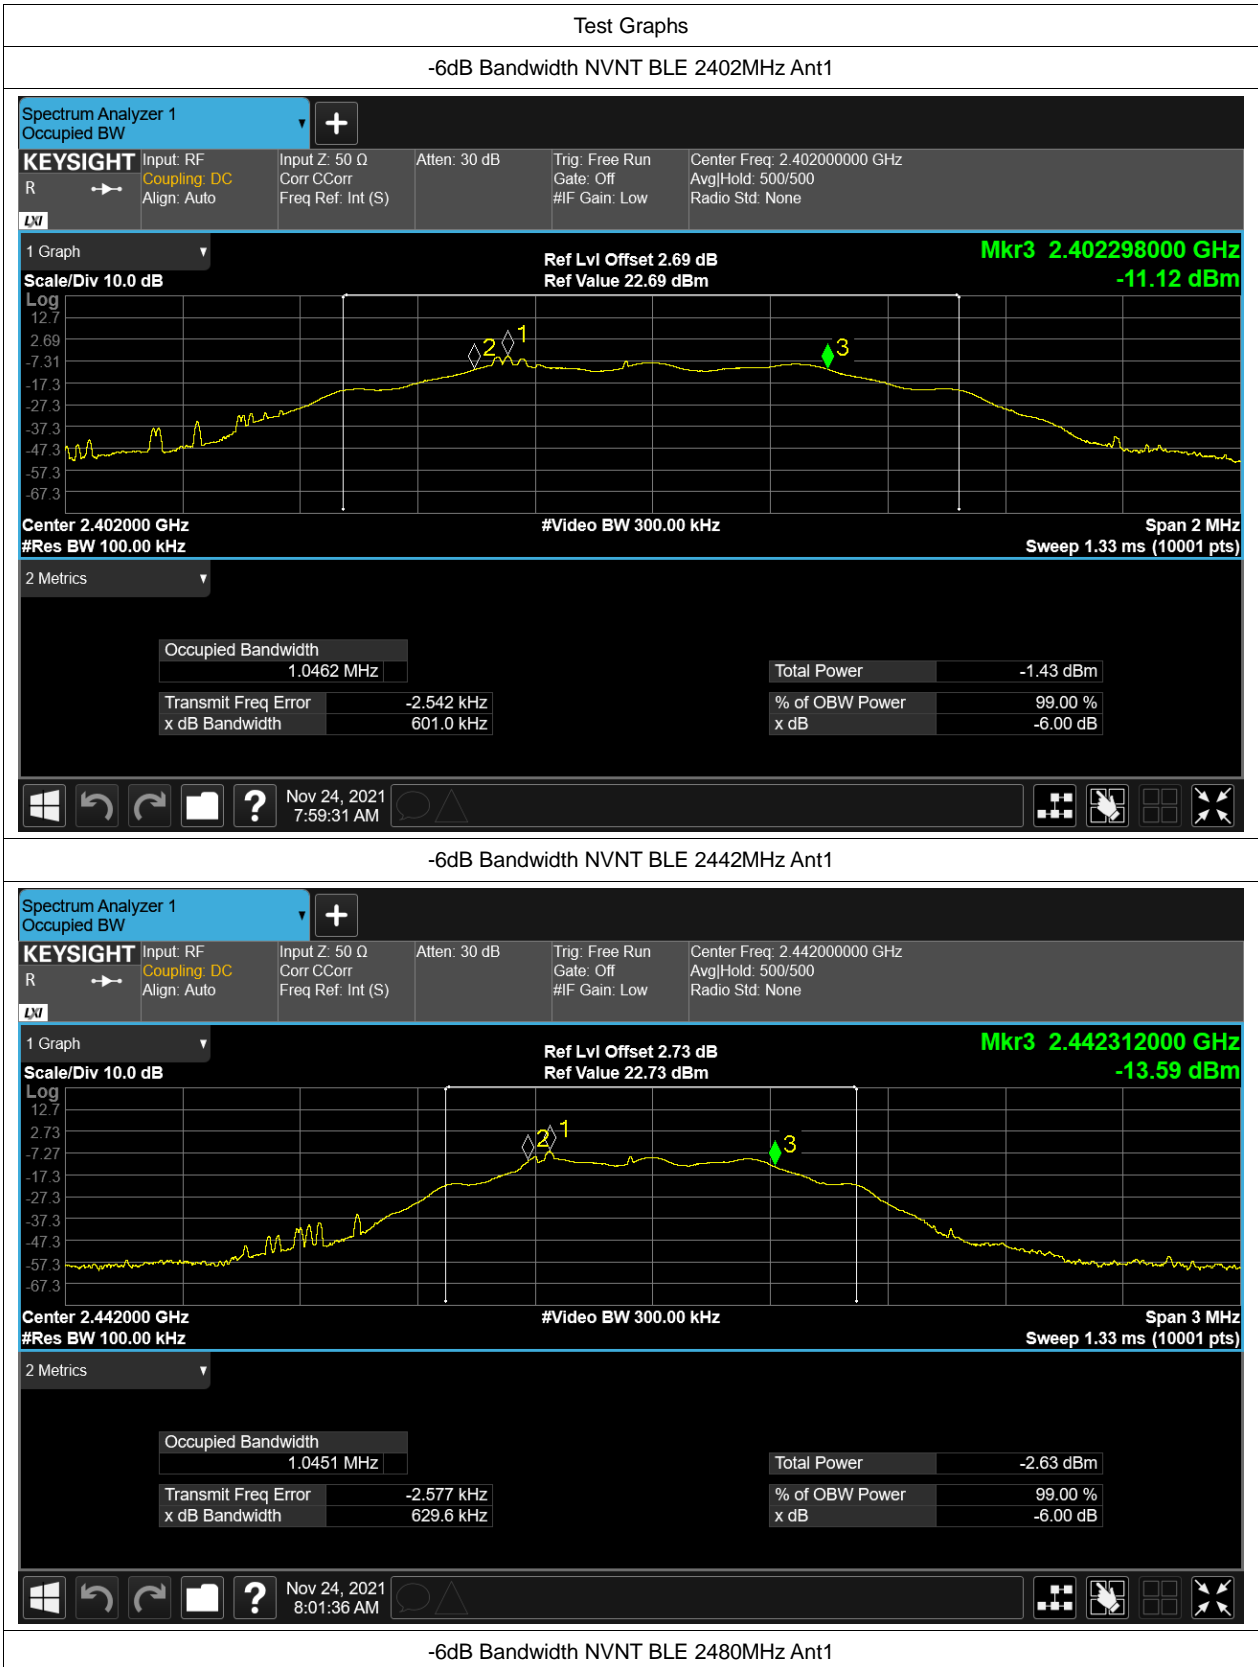 Test Graphs
-6dB Bandwidth NVNT BLE 2402MHz Ant1
Spectrum Analyzer 1
Occupied BW
KEYSIGHT Input: RF Input Z: 50 Ω Atten: 30 dB Trig: Free Run Center Freq: 2.402000000 GHz
R Coupling: DC Corr CCorr Gate: Off Avg|Hold: 500/500
Align: Auto Freq Ref: Int (S) #IF Gain: Low Radio Std: None
LXI
1 Graph Ref Lvl Offset 2.69 dB Mkr3 2.402298000 GHz
Scale/Div 10.0 dB Ref Value 22.69 dBm -11.12 dBm
Log
12.7
2.69
-7.31
-17.3
-27.3
-37.3
-47.3
-57.3
-67.3
2 1 3
Center 2.402000 GHz #Video BW 300.00 kHz Span 2 MHz
#Res BW 100.00 kHz Sweep 1.33 ms (10001 pts)
2 Metrics
Occupied Bandwidth
1.0462 MHz Total Power -1.43 dBm
Transmit Freq Error -2.542 kHz % of OBW Power 99.00 %
x dB Bandwidth 601.0 kHz x dB -6.00 dB
? Nov 24, 2021
7:59:31 AM
-6dB Bandwidth NVNT BLE 2442MHz Ant1
Spectrum Analyzer 1
Occupied BW
KEYSIGHT Input: RF Input Z: 50 Ω Atten: 30 dB Trig: Free Run Center Freq: 2.442000000 GHz
R Coupling: DC Corr CCorr Gate: Off Avg|Hold: 500/500
Align: Auto Freq Ref: Int (S) #IF Gain: Low Radio Std: None
LXI
1 Graph Ref Lvl Offset 2.73 dB Mkr3 2.442312000 GHz
Scale/Div 10.0 dB Ref Value 22.73 dBm -13.59 dBm
Log
12.7
2.73
-7.27
-17.3
-27.3
-37.3
-47.3
-57.3
-67.3
2 1 3
Center 2.442000 GHz #Video BW 300.00 kHz Span 3 MHz
#Res BW 100.00 kHz Sweep 1.33 ms (10001 pts)
2 Metrics
Occupied Bandwidth
1.0451 MHz Total Power -2.63 dBm
Transmit Freq Error -2.577 kHz % of OBW Power 99.00 %
x dB Bandwidth 629.6 kHz x dB -6.00 dB
? Nov 24, 2021
8:01:36 AM
-6dB Bandwidth NVNT BLE 2480MHz Ant1